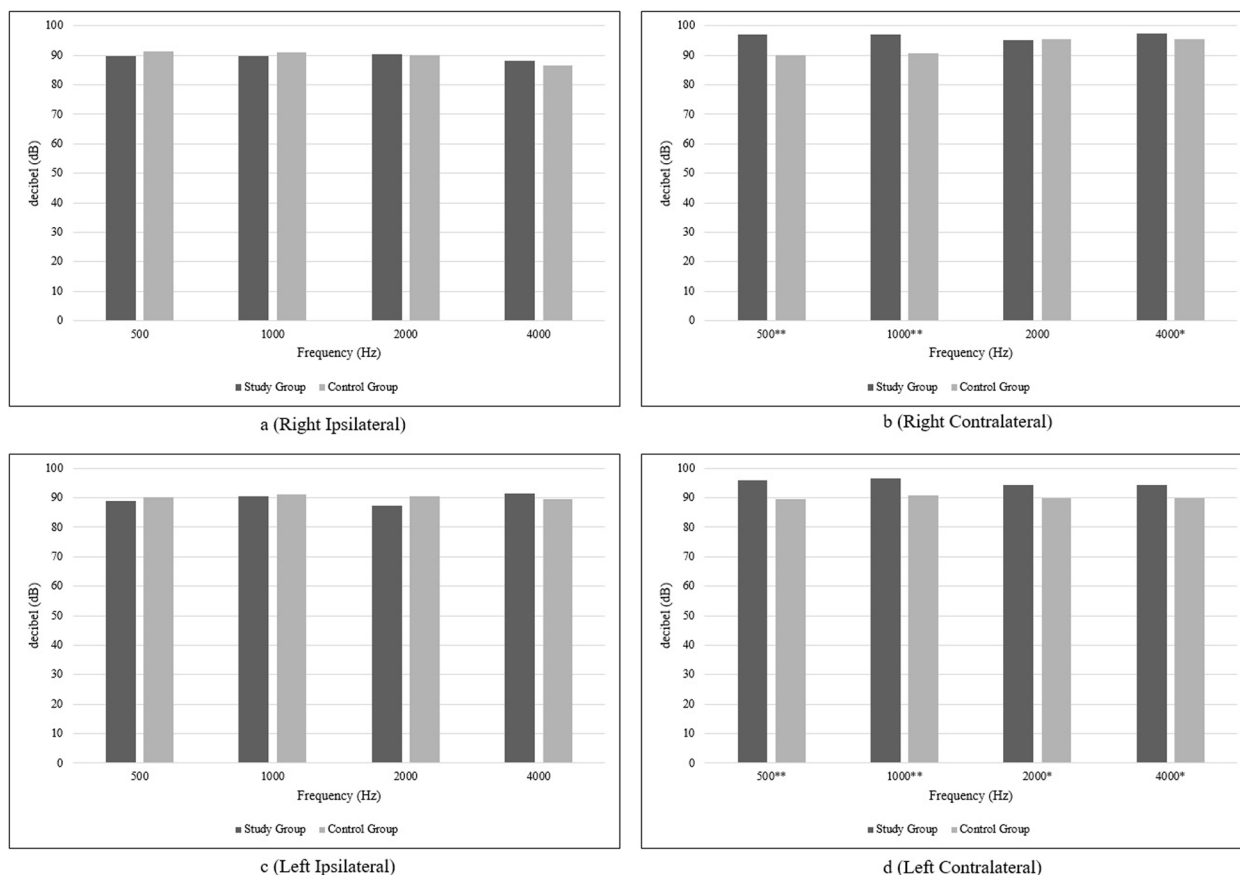 100
90
80
70
60
50
40
30
20
10
0
decibel (dB)
500 1000 2000 4000
Frequency (Hz)
Study Group Control Group
a (Right Ipsilateral)
100
90
80
70
60
50
40
30
20
10
0
decibel (dB)
500** 1000** 2000 4000*
Frequency (Hz)
Study Group Control Group
b (Right Contralateral)
100
90
80
70
60
50
40
30
20
10
0
decibel (dB)
500 1000 2000 4000
Frequency (Hz)
Study Group Control Group
c (Left Ipsilateral)
100
90
80
70
60
50
40
30
20
10
0
decibel (dB)
500** 1000** 2000* 4000*
Frequency (Hz)
Study Group Control Group
d (Left Contralateral)